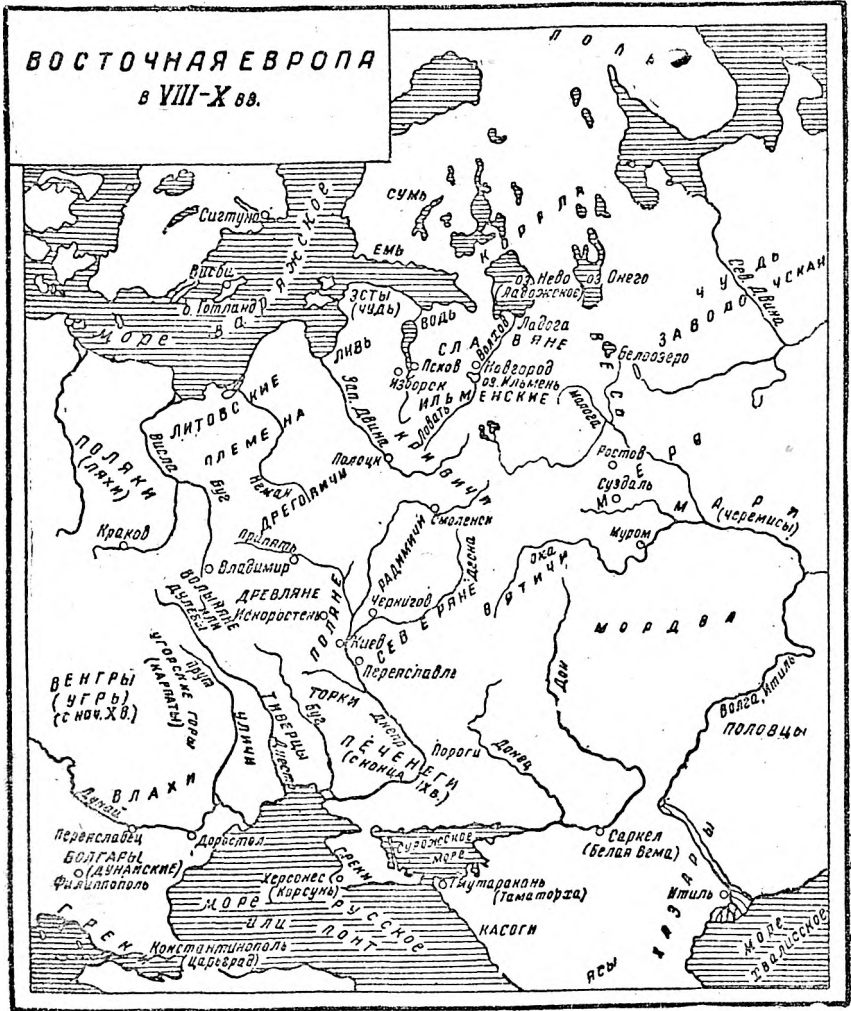 ВОСТОЧНАЯ ЕВРОПА
в VIII-X вв.
ЛОПЬ
СУМЬ
КОРЕЛА
ЕМЬ
Сигтуна
Висби
о. Готланд
Море
ВАРЯЖСКОЕ
ЭСТЫ
(ЧУДЬ)
ВОДЬ
оз. Нево
(Ладожское)
оз. Онего
ЧУДЬ
ЗАВОЛОЧСКАЯ
Сев. Двина
Ладога
Волхов
СЛАВЯНЕ
ИЛЬМЕНСКИЕ
Псков
Изборск
Новгород
оз. Ильмень
Ловать
Молога
Белоозеро
ВЕСЬ
ЛИВЬ
Зап. Двина
КРИВИЧИ
Полоцк
ЛИТОВСКИЕ
ПЛЕМЕНА
Неман
ПОЛЯКИ
(ЛЯХИ)
Висла
Буг
Краков
ДРЕГОВИЧИ
Припять
Владимир
ВОЛЫНЯНЕ
ИЛИ
ДУЛЕБЫ
ДРЕВЛЯНЕ
Искоростень
ПОЛЯНЕ
РАДИМИЧИ
Смоленск
Десна
Чернигов
СЕВЕРЯНЕ
Киев
Переяславль
Ока
ВЯТИЧИ
Ростов
Суздаль
МЕРЯ
Муром
МАРИ
(черемисы)
МОРДВА
Волга, Итиль
ПОЛОВЦЫ
ВЕНГРЫ
(УГРЫ)
(с нач. X в.)
УГОРСКИЕ ГОРЫ
(КАРПАТЫ)
Прут
УЛИЧИ
ТИВЕРЦЫ
Днестр
Буг
ТОРКИ
Днепр
ПЕЧЕНЕГИ
(с конца IX в.)
Пороги
Донец
Дон
ВЛАХИ
Дунай
Переяславец
Доростол
БОЛГАРЫ
(ДУНАЙСКИЕ)
Филиппополь
ГРЕКИ
Константинополь
(Царьград)
ГРЕКИ
Херсонес
(Корсунь)
МОРЕ
ИЛИ
РУССКОЕ
ПОНТ
Сурожское
море
Тмутаракань
(Таматорха)
КАСОГИ
ЯСЫ
Саркел
(Белая Вежа)
ХАЗАРЫ
Итиль
МОРЕ
Хвалисское